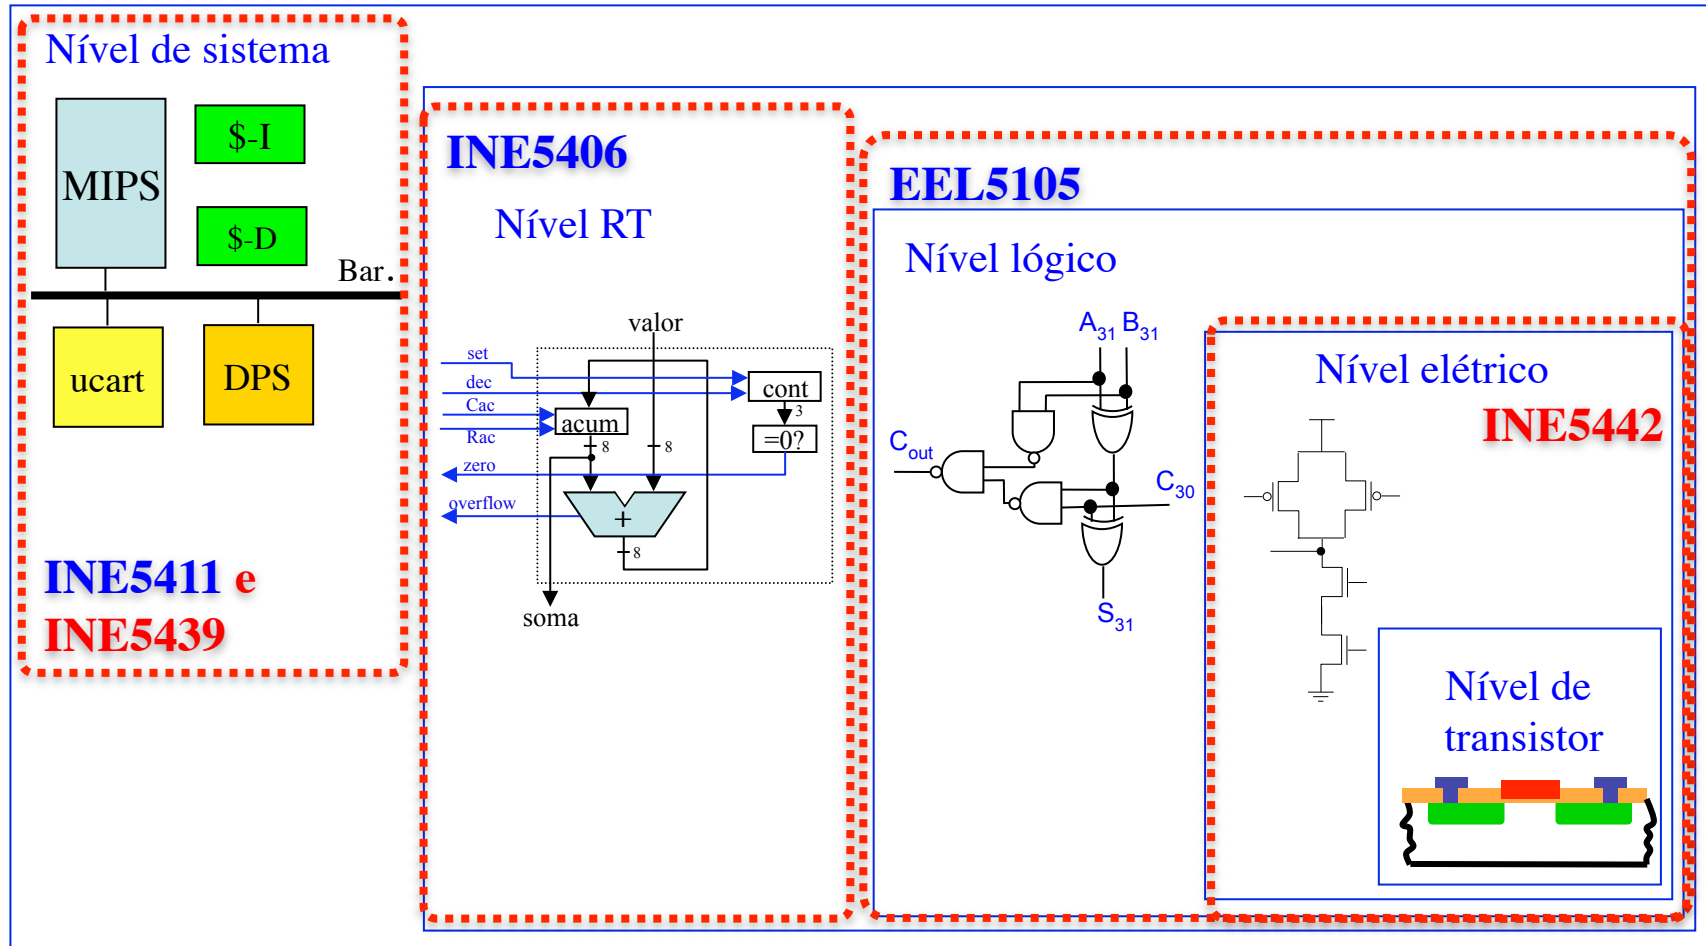 Nível de sistema
MIPS
$-I
$-D
Bar.
ucart
DPS
INE5411 e
INE5439
INE5406
Nível RT
valor
set
dec
Cac
Rac
zero
overflow
cont
3
=0?
acum
8
8
+
8
soma
EEL5105
Nível lógico
A31 B31
Cout
C30
S31
Nível elétrico
INE5442
Nível de
transistor